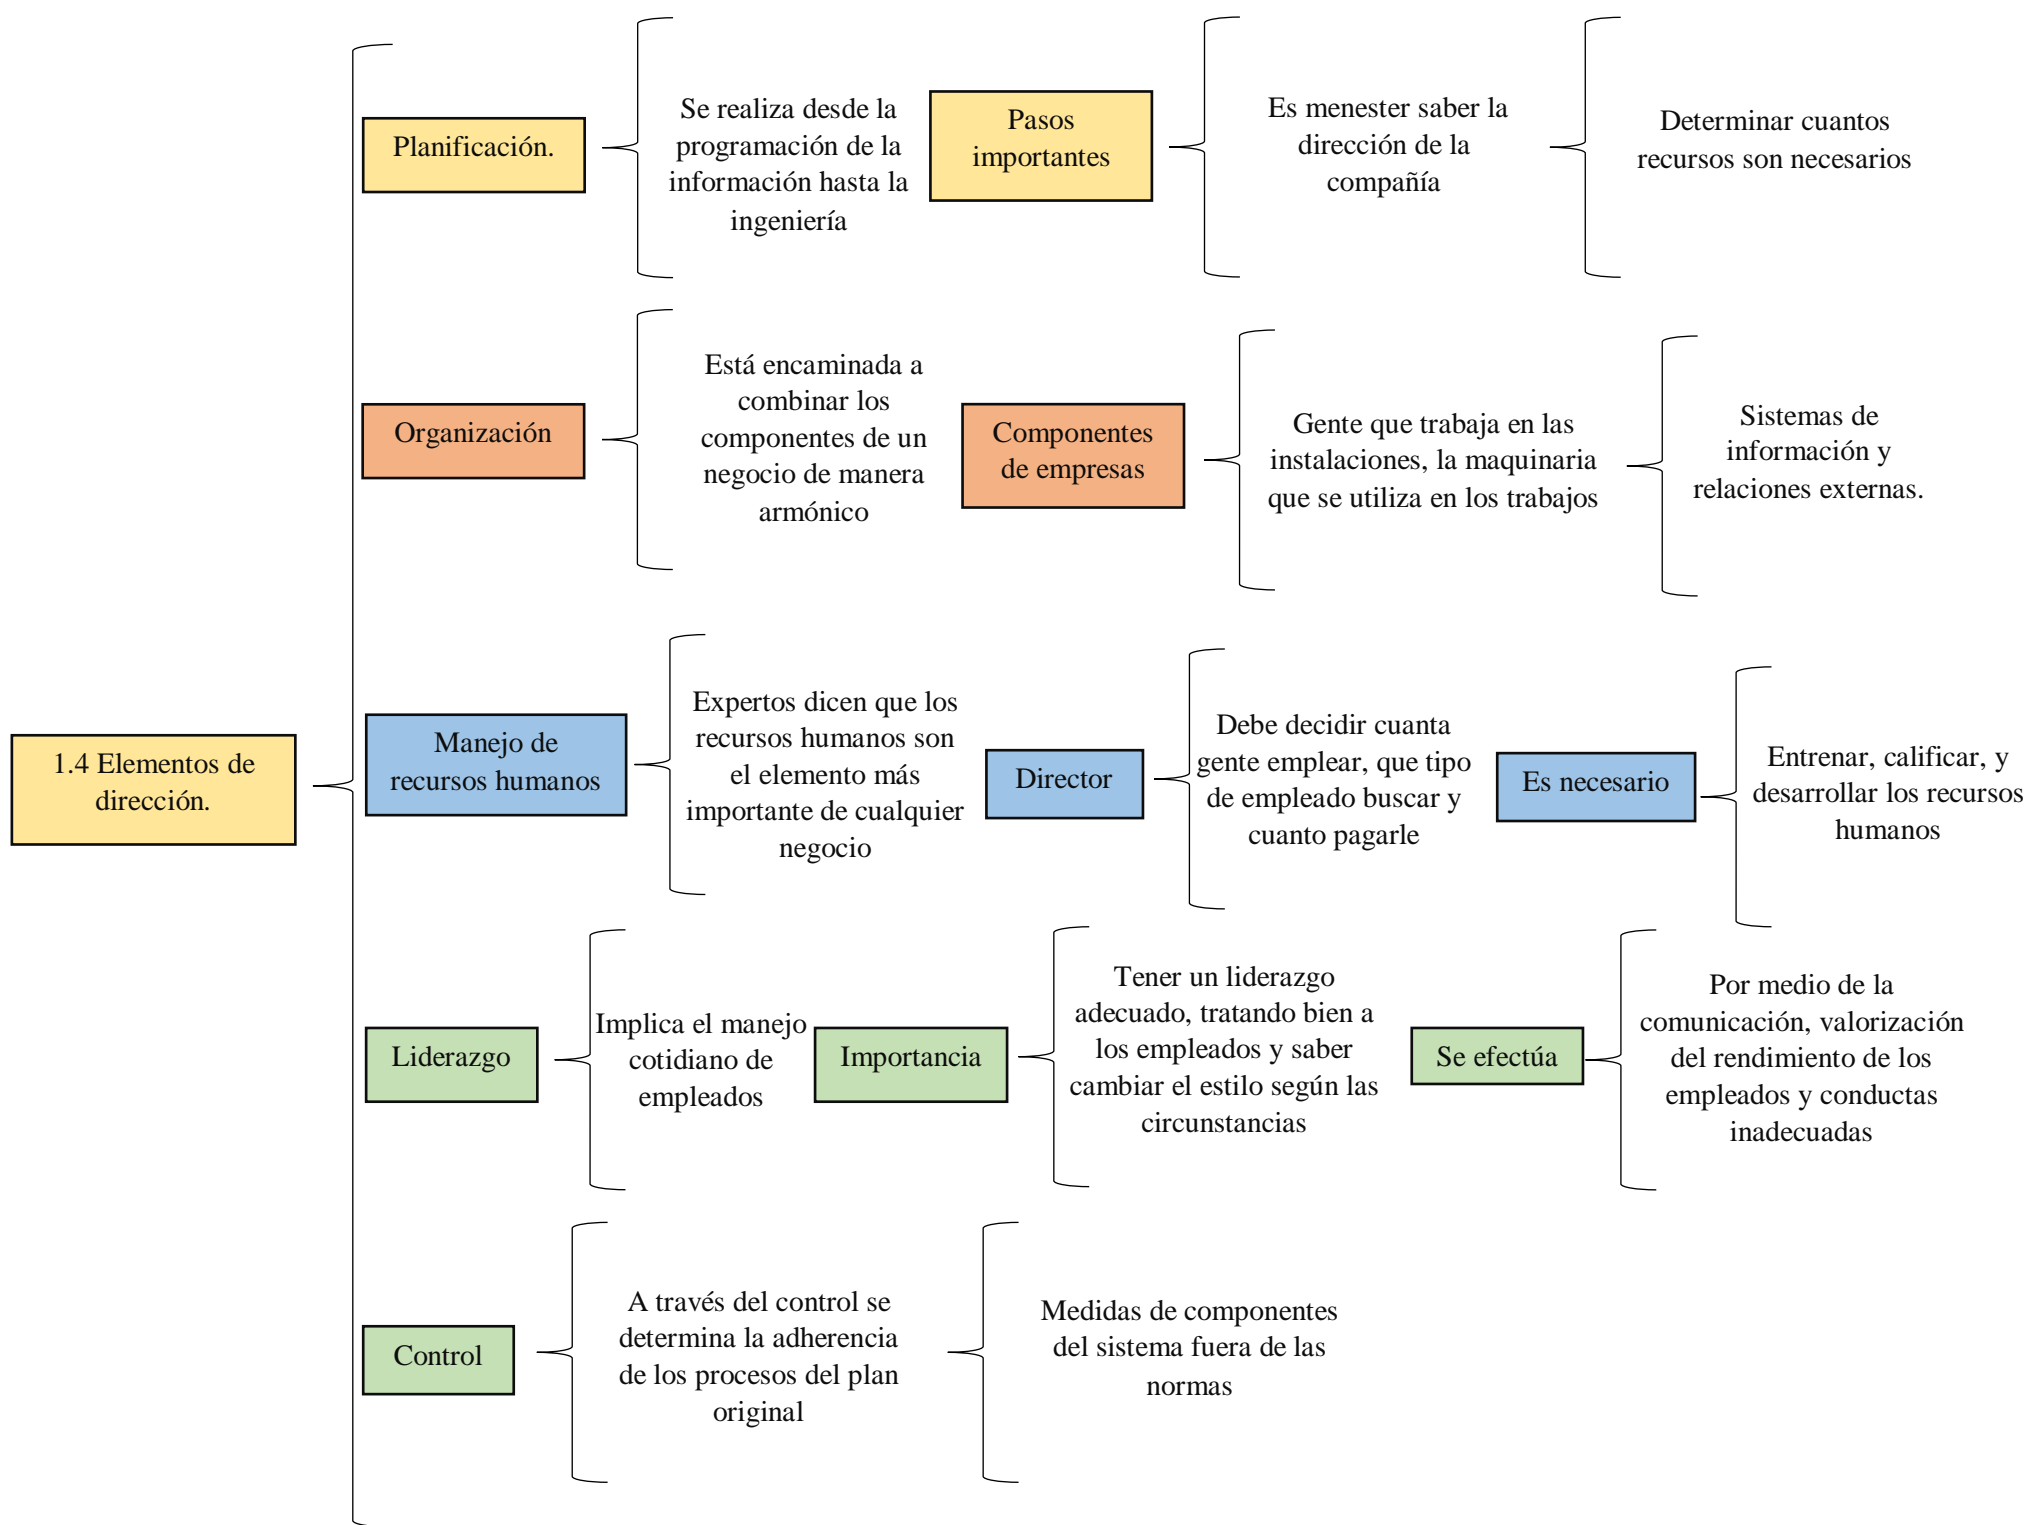 1.4 Elementos de
dirección.
Planificación.
Se realiza desde la
programación de la
información hasta la
ingeniería
Pasos
importantes
Es menester saber la
dirección de la
compañía
Determinar cuantos
recursos son necesarios
Organización
Está encaminada a
combinar los
componentes de un
negocio de manera
armónico
Componentes
de empresas
Gente que trabaja en las
instalaciones, la maquinaria
que se utiliza en los trabajos
Sistemas de
información y
relaciones externas.
Manejo de
recursos humanos
Expertos dicen que los
recursos humanos son
el elemento más
importante de cualquier
negocio
Director
Debe decidir cuanta
gente emplear, que tipo
de empleado buscar y
cuanto pagarle
Es necesario
Entrenar, calificar, y
desarrollar los recursos
humanos
Liderazgo
Implica el manejo
cotidiano de
empleados
Importancia
Tener un liderazgo
adecuado, tratando bien a
los empleados y saber
cambiar el estilo según las
circunstancias
Se efectúa
Por medio de la
comunicación, valorización
del rendimiento de los
empleados y conductas
inadecuadas
Control
A través del control se
determina la adherencia
de los procesos del plan
original
Medidas de componentes
del sistema fuera de las
normas